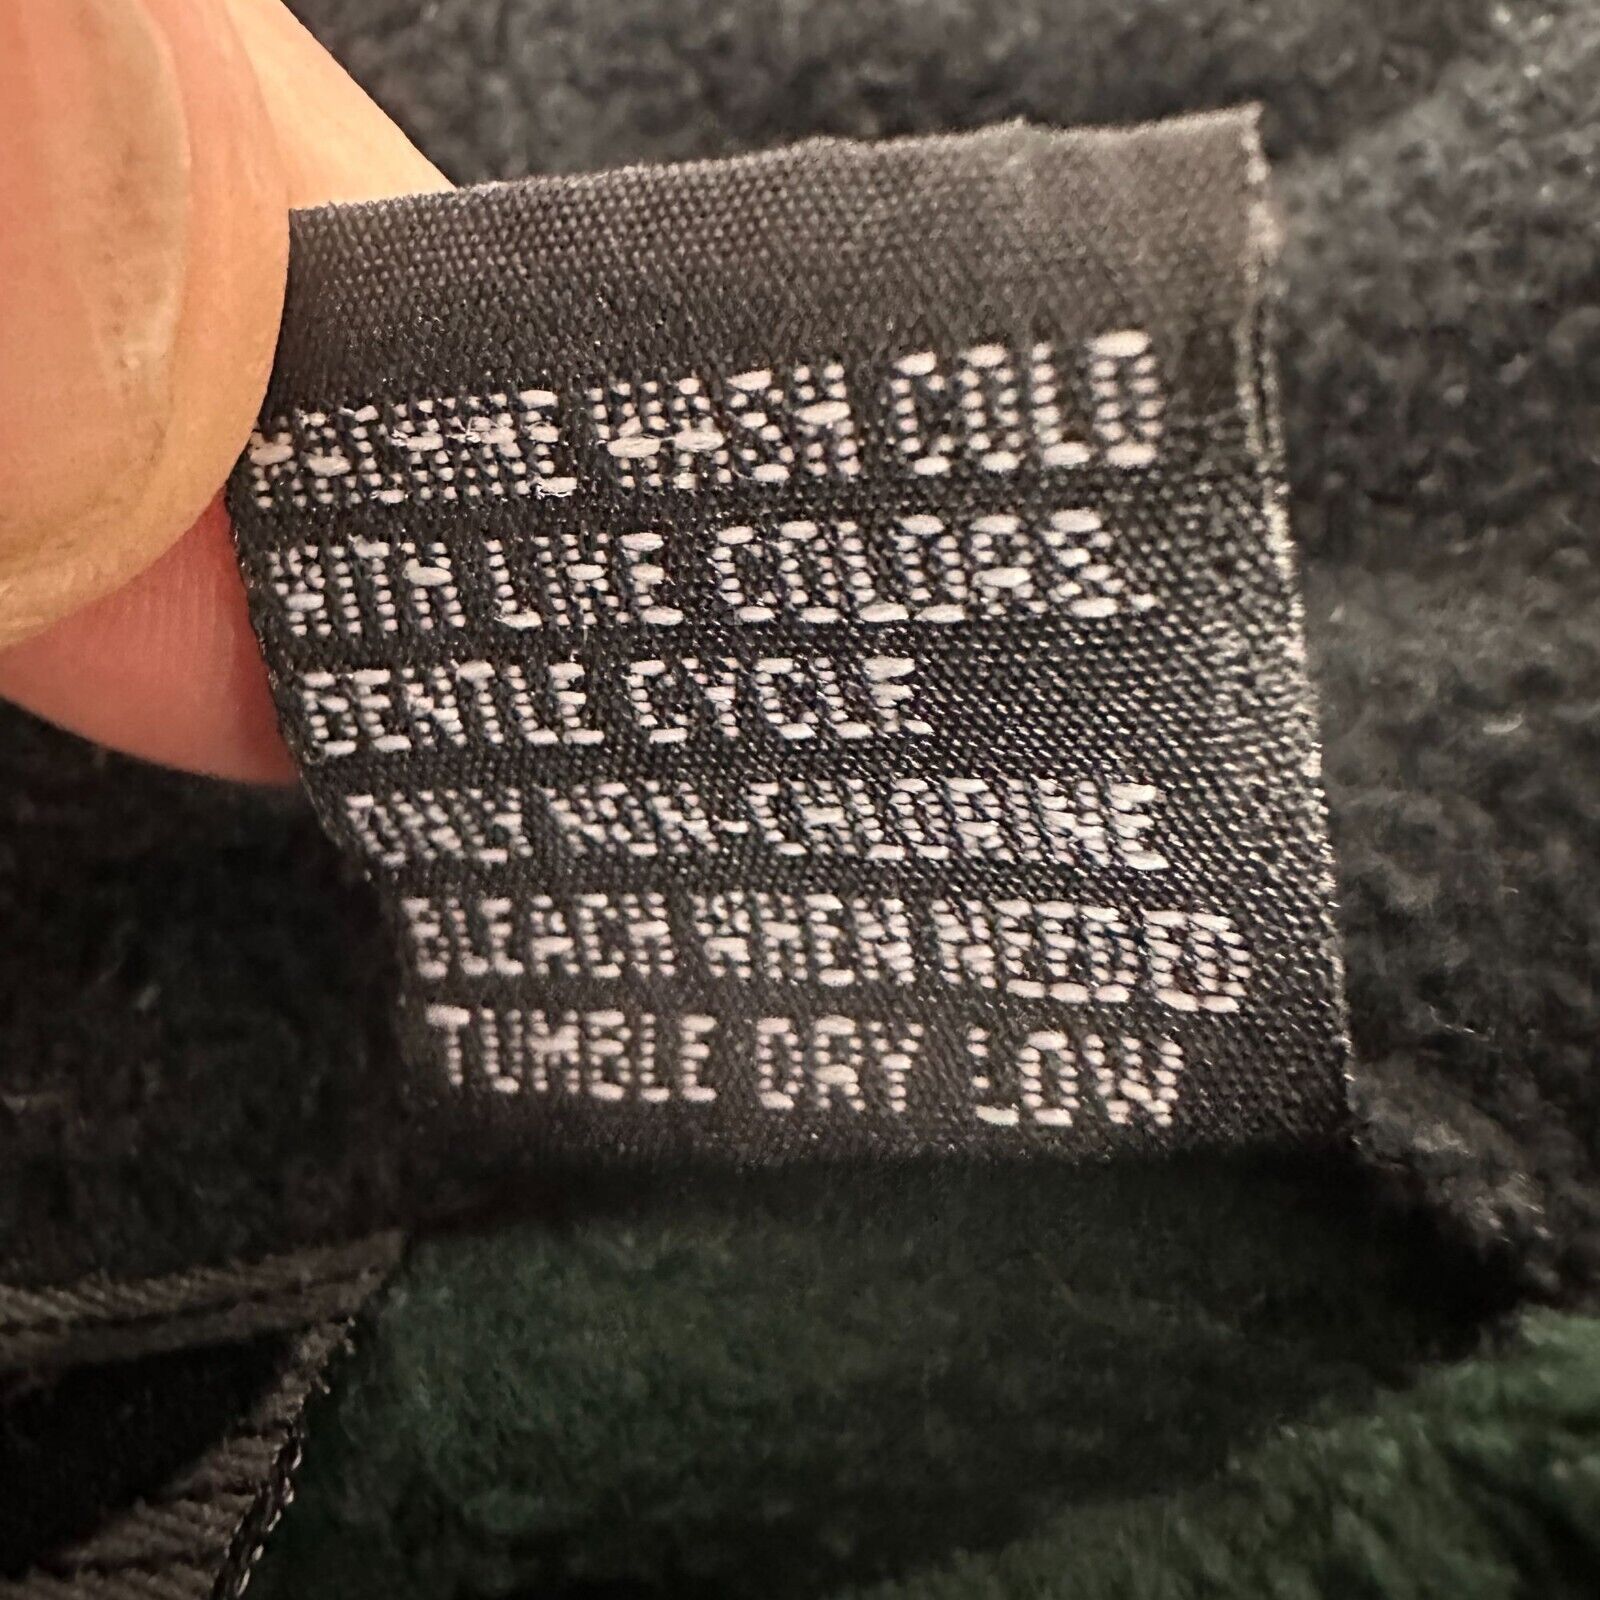 MACHINE WASH COLD
WITH LIKE COLORS.
GENTLE CYCLE.
ONLY NON-CHLORINE
BLEACH WHEN NEEDED
TUMBLE DRY LOW